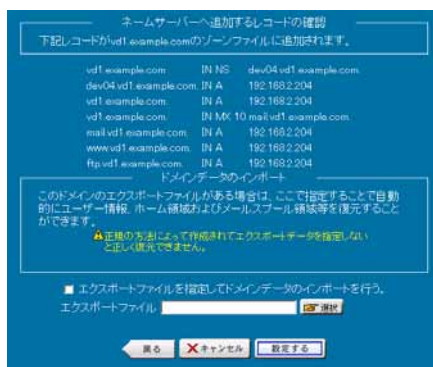 ネームサーバーへ追加するレコードの確認
下記レコードがvd1.example.comのゾーンファイルに追加されます。
vd1.example.com. IN NS dev04.vd1.example.com.
dev04.vd1.example.com. IN A 192.168.2.204
vd1.example.com. IN A 192.168.2.204
vd1.example.com. IN MX 10 mail.vd1.example.com.
mail.vd1.example.com. IN A 192.168.2.204
www.vd1.example.com. IN A 192.168.2.204
ftp.vd1.example.com. IN A 192.168.2.204
ドメインデータのインポート
このドメインのエクスポートファイルがある場合は、ここで指定することで自動
的にユーザー情報、ホーム領域およびメールスプール領域等を復元すること
ができます。
正規の方法によって作成されてエクスポートデータを指定しない
と正しく復元できません。
エクスポートファイルを指定してドメインデータのインポートを行う。
エクスポートファイル 選択
戻る キャンセル 設定する